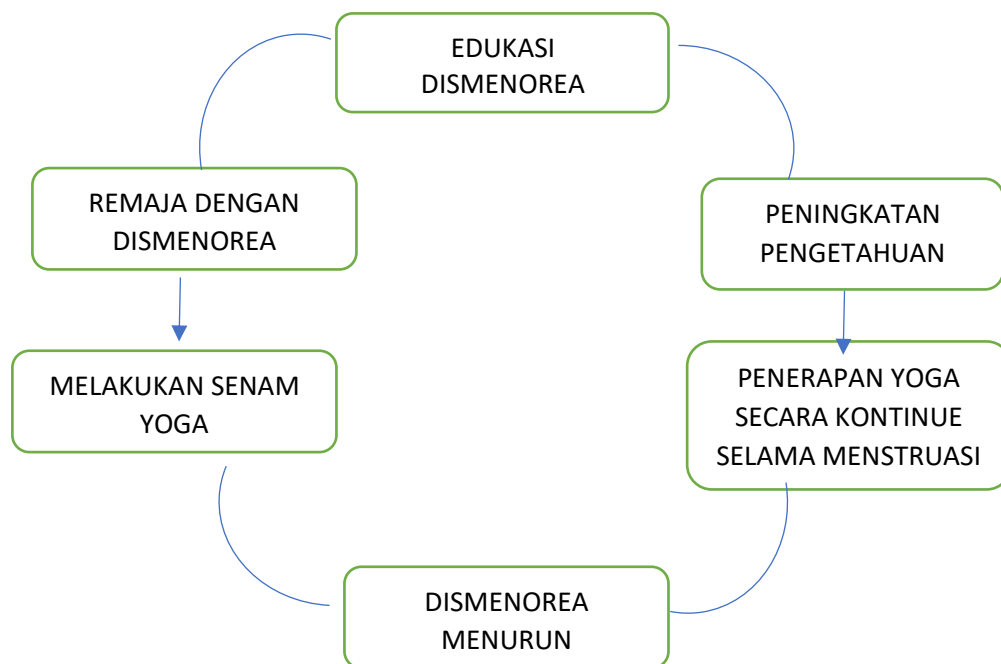 EDUKASI
DISMENOREA
REMAJA DENGAN
DISMENOREA
PENINGKATAN
PENGETAHUAN
MELAKUKAN SENAM
YOGA
PENERAPAN YOGA
SECARA KONTINUE
SELAMA MENSTRUASI
DISMENOREA
MENURUN